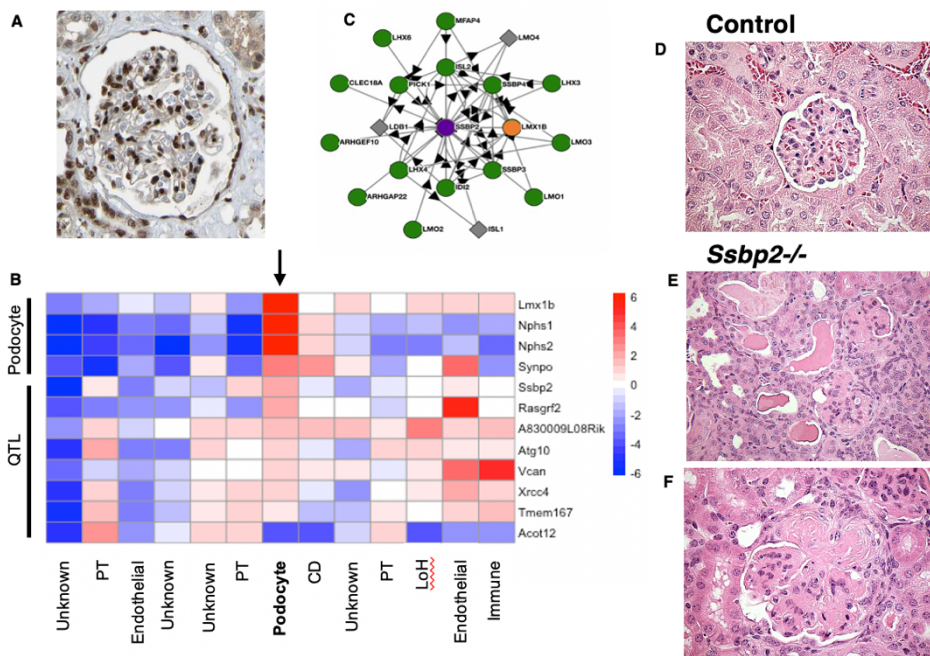 A
C
MFAP4
LHX6
LMO4
ISL2
CLEC18A
PICK1
SSBP4
LHX3
LDB1
SSBP2
LMX1B
ARHGEF10
LMO3
LHX4
SSBP3
ARHGAP22
IDI2
LMO1
LMO2
ISL1
Control
D
Ssbp2-/-
E
F
B
Podocyte
QTL
Lmx1b
Nphs1
Nphs2
Synpo
Ssbp2
Rasgrf2
A830009L08Rik
Atg10
Vcan
Xrcc4
Tmem167
Acot12
6
4
2
0
-2
-4
-6
Unknown
PT
Endothelial
Unknown
Unknown
PT
Podocyte
CD
Unknown
PT
LoH
Endothelial
Immune